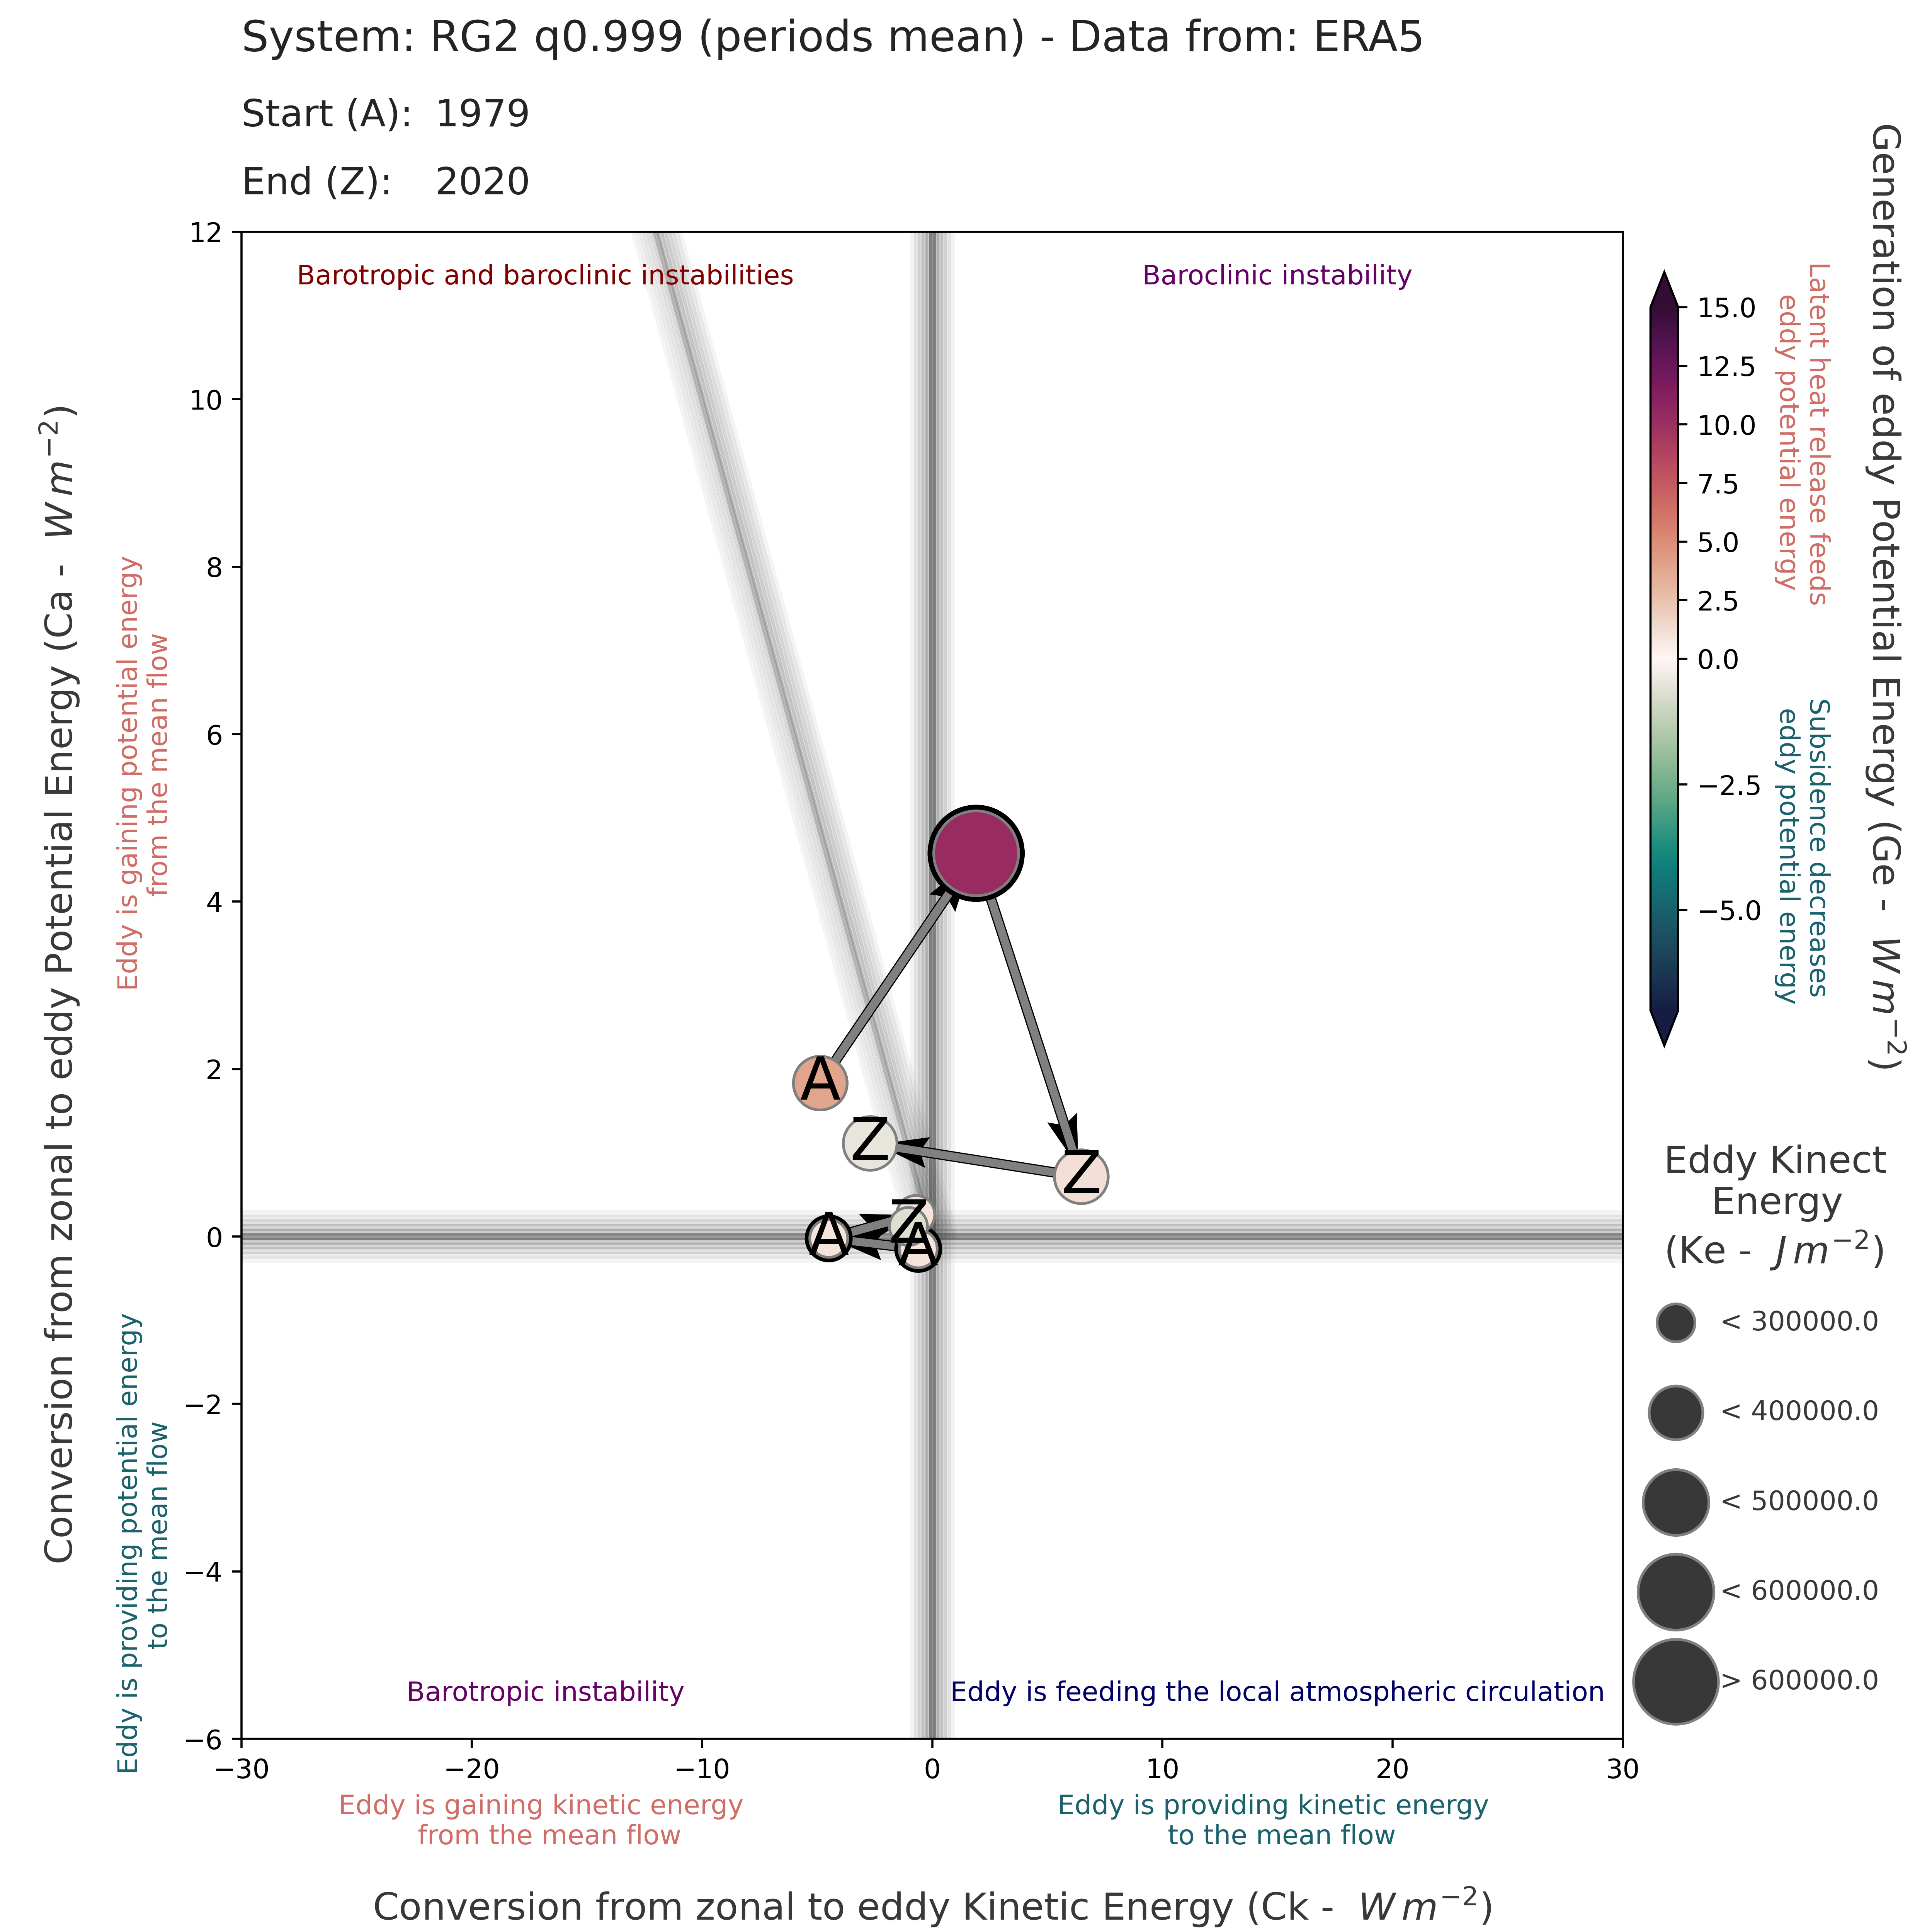 System: RG2 q0.999 (periods mean) - Data from: ERA5
Start (A): 1979
End (Z): 2020
Conversion from zonal to eddy Potential Energy (Ca - W m⁻²)
Eddy is gaining potential energy
from the mean flow
Eddy is providing potential energy
to the mean flow
12
10
8
6
4
2
0
−2
−4
−6
Barotropic and baroclinic instabilities
Baroclinic instability
A
Z
Z
A
Z
A
Barotropic instability
Eddy is feeding the local atmospheric circulation
−30
−20
−10
0
10
20
30
Eddy is gaining kinetic energy
from the mean flow
Eddy is providing kinetic energy
to the mean flow
Conversion from zonal to eddy Kinetic Energy (Ck - W m⁻²)
15.0
12.5
10.0
7.5
5.0
2.5
0.0
−2.5
−5.0
Latent heat release feeds
eddy potential energy
Subsidence decreases
eddy potential energy
Generation of eddy Potential Energy (Ge - W m⁻²)
Eddy Kinect
Energy
(Ke - J m⁻²)
< 300000.0
< 400000.0
< 500000.0
< 600000.0
> 600000.0